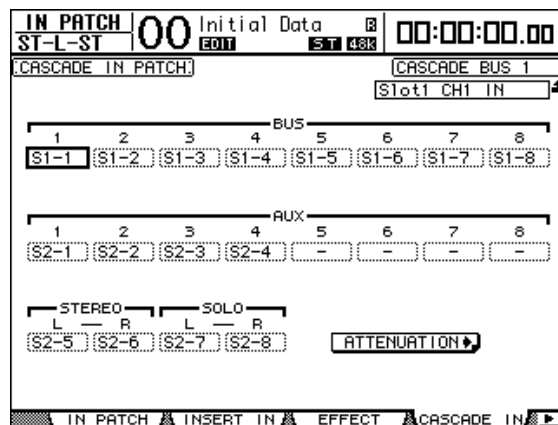 IN PATCH 00 Initial Data R 00:00:00.00
ST-L-ST EDIT ST 48k
CASCADE IN PATCH CASCADE BUS 1
Slot1 CH1 IN
BUS
1 2 3 4 5 6 7 8
S1-1 S1-2 S1-3 S1-4 S1-5 S1-6 S1-7 S1-8
AUX
1 2 3 4 5 6 7 8
S2-1 S2-2 S2-3 S2-4 - - - -
STEREO SOLO
L — R L — R
S2-5 S2-6 S2-7 S2-8 ATTENUATION
IN PATCH INSERT IN EFFECT CASCADE IN